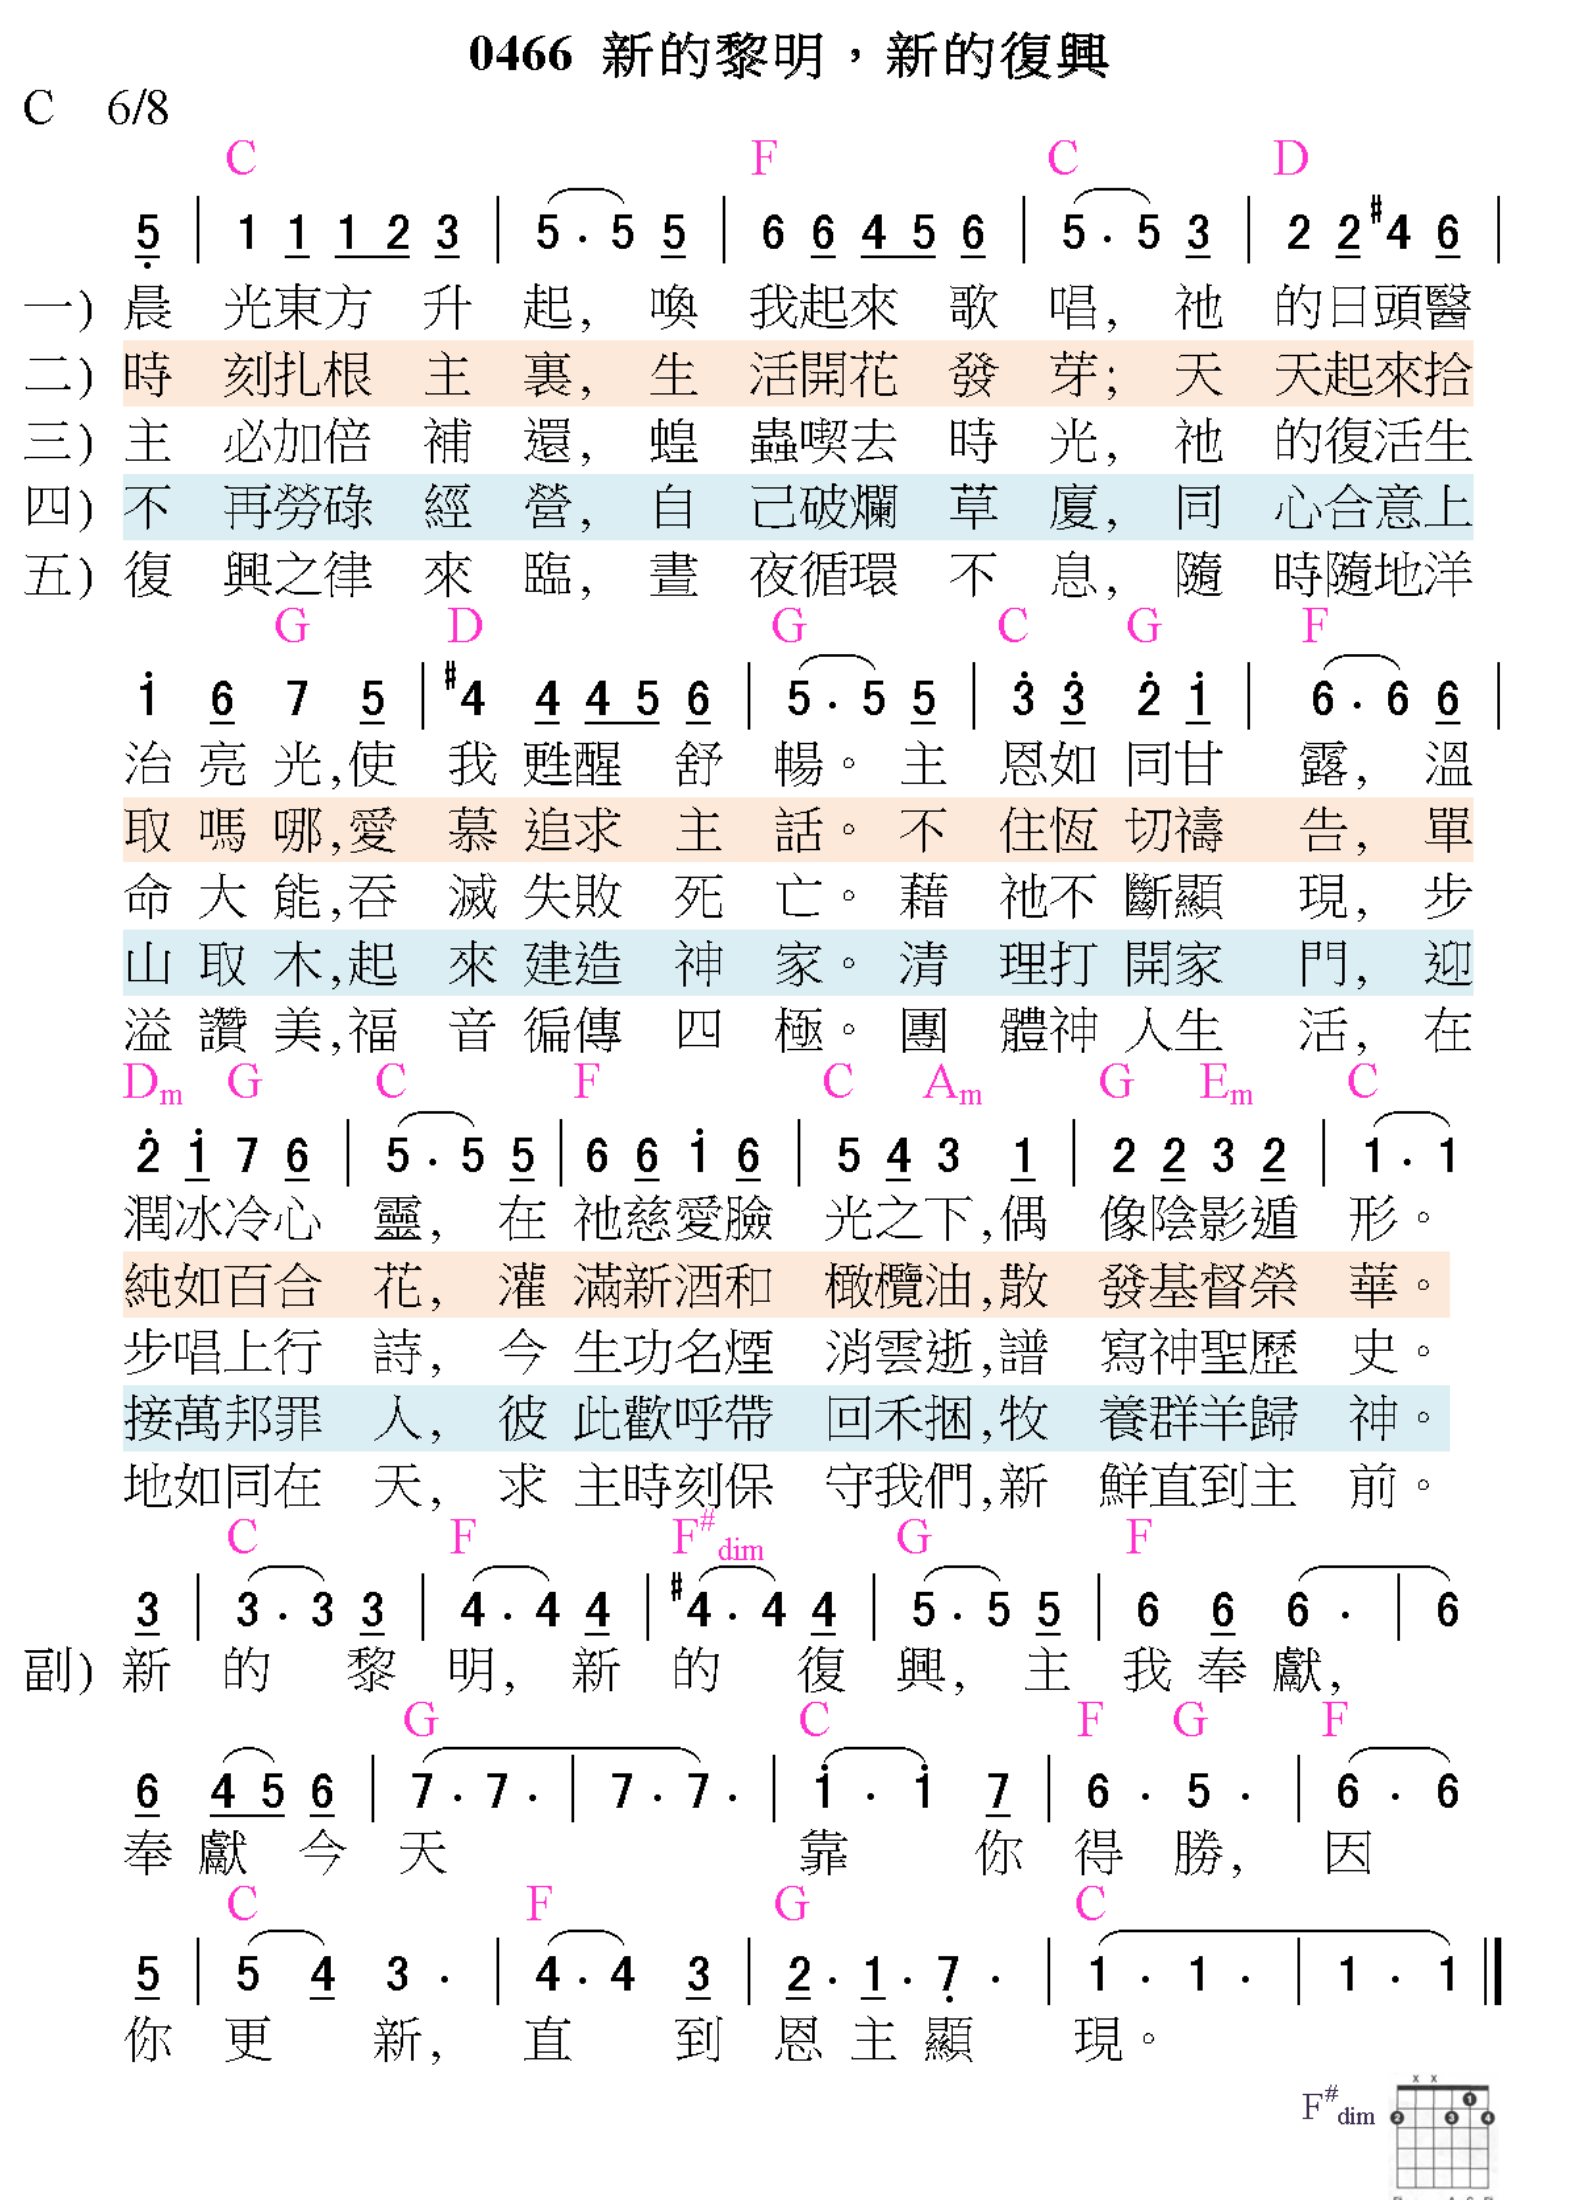 0466 新的黎明，新的復興
C 6/8
C F C D
5 | 1 1 1 2 3 | 5 . 5 5 | 6 6 4 5 6 | 5 . 5 3 | 2 2 #4 6 |
一) 晨 光東方 升 起, 喚 我起來 歌 唱, 祂 的日頭醫
二) 時 刻扎根 主 裏, 生 活開花 發 芽; 天 天起來拾
三) 主 必加倍 補 還, 蝗 蟲喫去 時 光, 祂 的復活生
四) 不 再勞碌 經 營, 自 己破爛 草 廈, 同 心合意上
五) 復 興之律 來 臨, 晝 夜循環 不 息, 隨 時隨地洋
G D G C G F
1 6 7 5 | #4 4 4 5 6 | 5 . 5 5 | 3 3 2 1 | 6 . 6 6 |
治 亮 光,使 我 甦醒 舒 暢。 主 恩如 同甘 露, 溫
取 嗎 哪,愛 慕 追求 主 話。 不 住恆 切禱 告, 單
命 大 能,吞 滅 失敗 死 亡。 藉 祂不 斷顯 現, 步
山 取 木,起 來 建造 神 家。 清 理打 開家 門, 迎
溢 讚 美,福 音 徧傳 四 極。 團 體神 人生 活, 在
Dm G C F C Am G Em C
2 1 7 6 | 5 . 5 5 | 6 6 1 6 | 5 4 3 1 | 2 2 3 2 | 1 . 1
潤冰冷心 靈, 在 祂慈愛臉 光之下,偶 像陰影遁 形。
純如百合 花, 灌 滿新酒和 橄欖油,散 發基督榮 華。
步唱上行 詩, 今 生功名煙 消雲逝,譜 寫神聖歷 史。
接萬邦罪 人, 彼 此歡呼帶 回禾捆,牧 養群羊歸 神。
地如同在 天, 求 主時刻保 守我們,新 鮮直到主 前。
C F F#dim G F
3 | 3 . 3 3 | 4 . 4 4 | #4 . 4 4 | 5 . 5 5 | 6 6 6 . | 6
副) 新 的 黎 明, 新 的 復 興, 主 我 奉 獻,
G C F G F
6 4 5 6 | 7 . 7 . | 7 . 7 . | 1 . 1 7 | 6 . 5 . | 6 . 6
奉 獻 今 天 靠 你 得 勝, 因
C F G C
5 | 5 4 3 . | 4 . 4 3 | 2 . 1 . 7 . | 1 . 1 . | 1 . 1
你 更 新, 直 到 恩 主 顯 現。
x x
F#dim 1
2 3 4